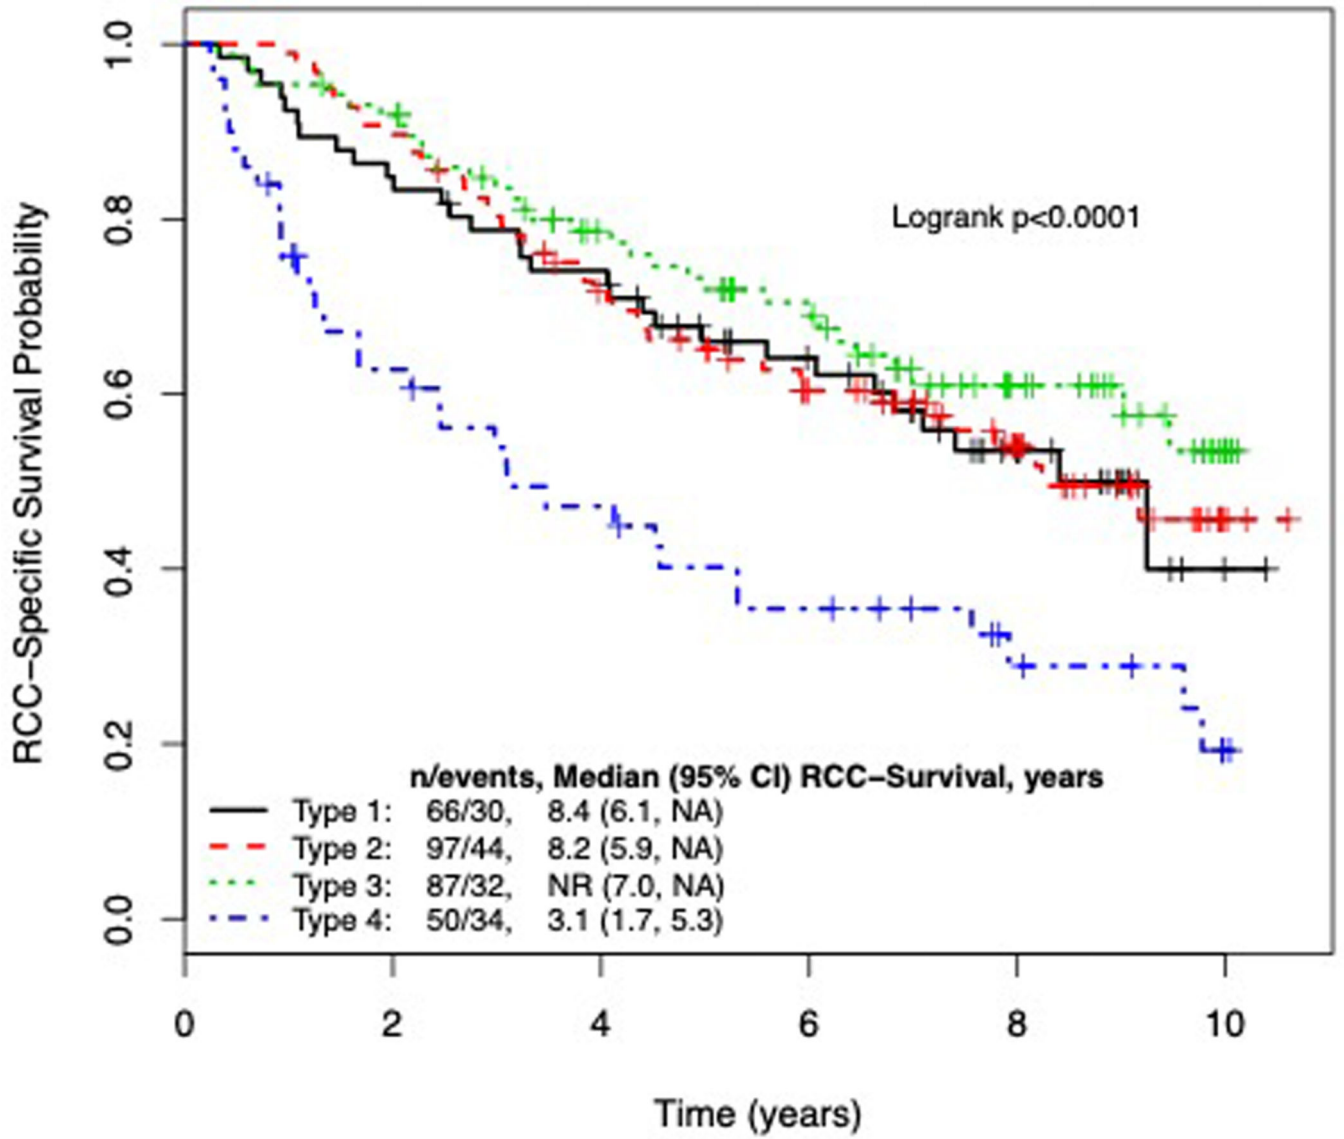 RCC−Specific Survival Probability
1.0
0.8
0.6
0.4
0.2
0.0
Logrank p<0.0001
n/events, Median (95% CI) RCC−Survival, years
Type 1: 66/30, 8.4 (6.1, NA)
Type 2: 97/44, 8.2 (5.9, NA)
Type 3: 87/32, NR (7.0, NA)
Type 4: 50/34, 3.1 (1.7, 5.3)
0 2 4 6 8 10
Time (years)